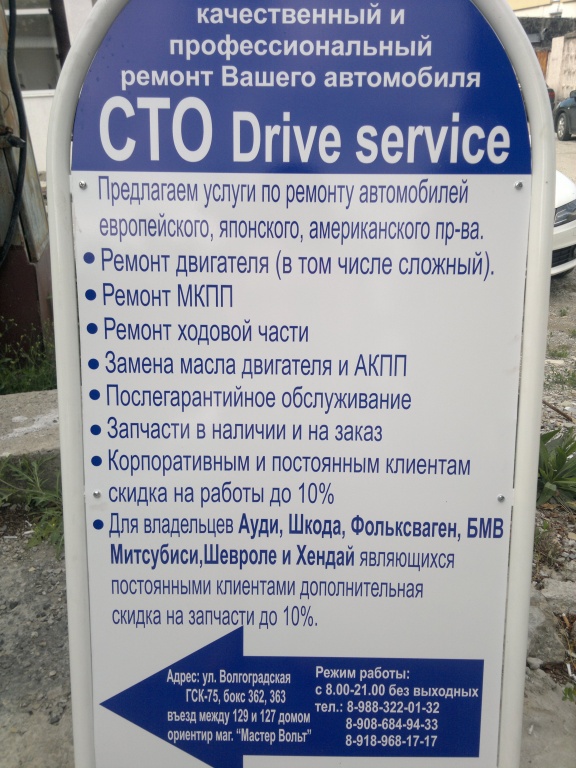 качественный и
профессиональный
ремонт Вашего автомобиля
СТО Drive service
Предлагаем услуги по ремонту автомобилей
европейского, японского, американского пр-ва.
• Ремонт двигателя (в том числе сложный).
• Ремонт МКПП
• Ремонт ходовой части
• Замена масла двигателя и АКПП
• Послегарантийное обслуживание
• Запчасти в наличии и на заказ
• Корпоративным и постоянным клиентам
скидка на работы до 10%
• Для владельцев Ауди, Шкода, Фольксваген, БМВ
Митсубиси,Шевроле и Хендай являющихся
постоянными клиентами дополнительная
скидка на запчасти до 10%.
Адрес: ул. Волгоградская
ГСК-75, бокс 362, 363
въезд между 129 и 127 домом
ориентир маг. "Мастер Вольт"
Режим работы:
с 8.00-21.00 без выходных
тел.: 8-988-322-01-32
8-908-684-94-33
8-918-968-17-17